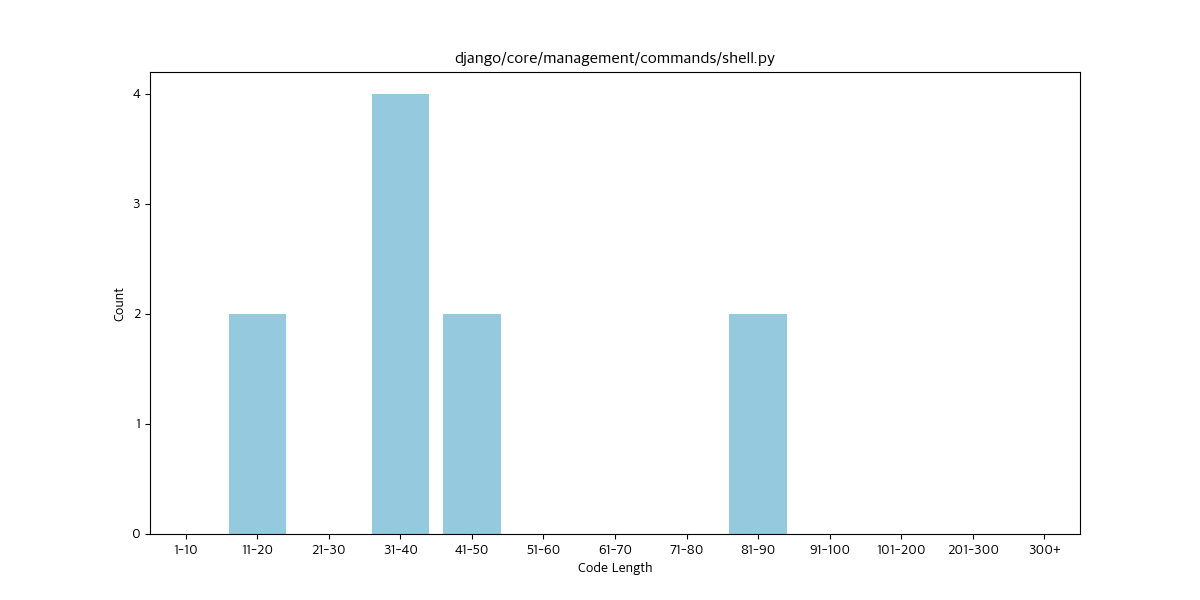 django/core/management/commands/shell.py
4
3
2
1
0
Count
1-10 11-20 21-30 31-40 41-50 51-60 61-70 71-80 81-90 91-100 101-200 201-300 300+
Code Length